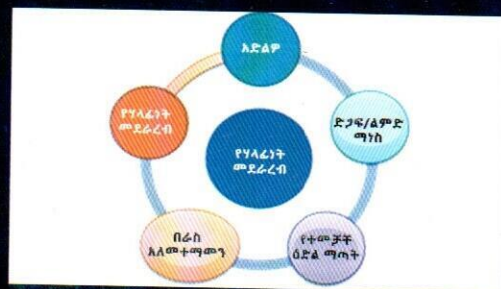 አድልዎ
ድጋፍ/ልምድ
ማነስ
የተመቻቸ
ዕድል ማጣት
በራስ
አለመተማመን
የሃላፊነት
መደራረብ
የሃላፊነት
መደራረብ